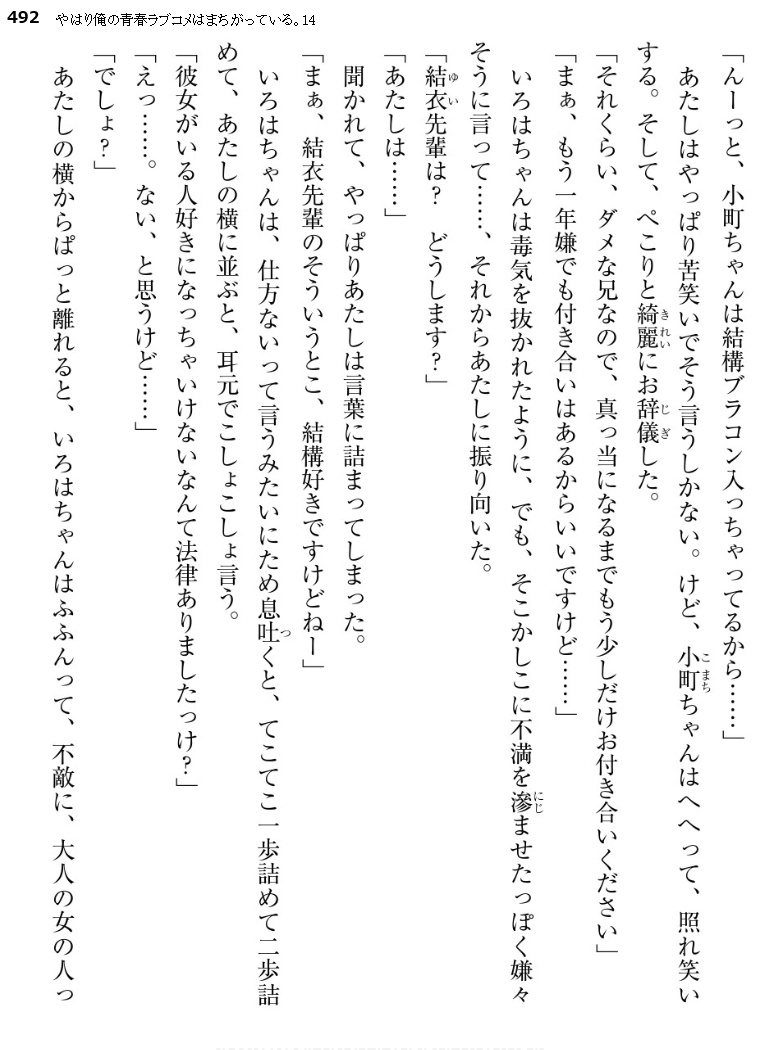 492 やはり俺の青春ラブコメはまちがっている。14
「んーっと、小町ちゃんは結構ブラコン入っちゃってるから……」
あたしはやっぱり苦笑いでそう言うしかない。けど、小町ちゃんはへへって、照れ笑い
する。そして、ぺこりと綺麗にお辞儀した。
「それくらい、ダメな兄なので、真っ当になるまでもう少しだけお付き合いください」
「まぁ、もう一年嫌でも付き合いはあるからいいですけど……」
いろはちゃんは毒気を抜かれたように、でも、そこかしこに不満を滲ませたっぽく嫌々
そうに言って……、それからあたしに振り向いた。
「結衣先輩は？　どうします？」
「あたしは……」
聞かれて、やっぱりあたしは言葉に詰まってしまった。
「まぁ、結衣先輩のそういうとこ、結構好きですけどねー」
いろはちゃんは、仕方ないって言うみたいにため息吐くと、てこてこ一歩詰めて二歩詰
めて、あたしの横に並ぶと、耳元でこしょこしょ言う。
「彼女がいる人好きになっちゃいけないなんて法律ありましたっけ？」
「えっ……。ない、と思うけど……」
「でしょ？」
あたしの横からぱっと離れると、いろはちゃんはふふんって、不敵に、大人の女の人っ